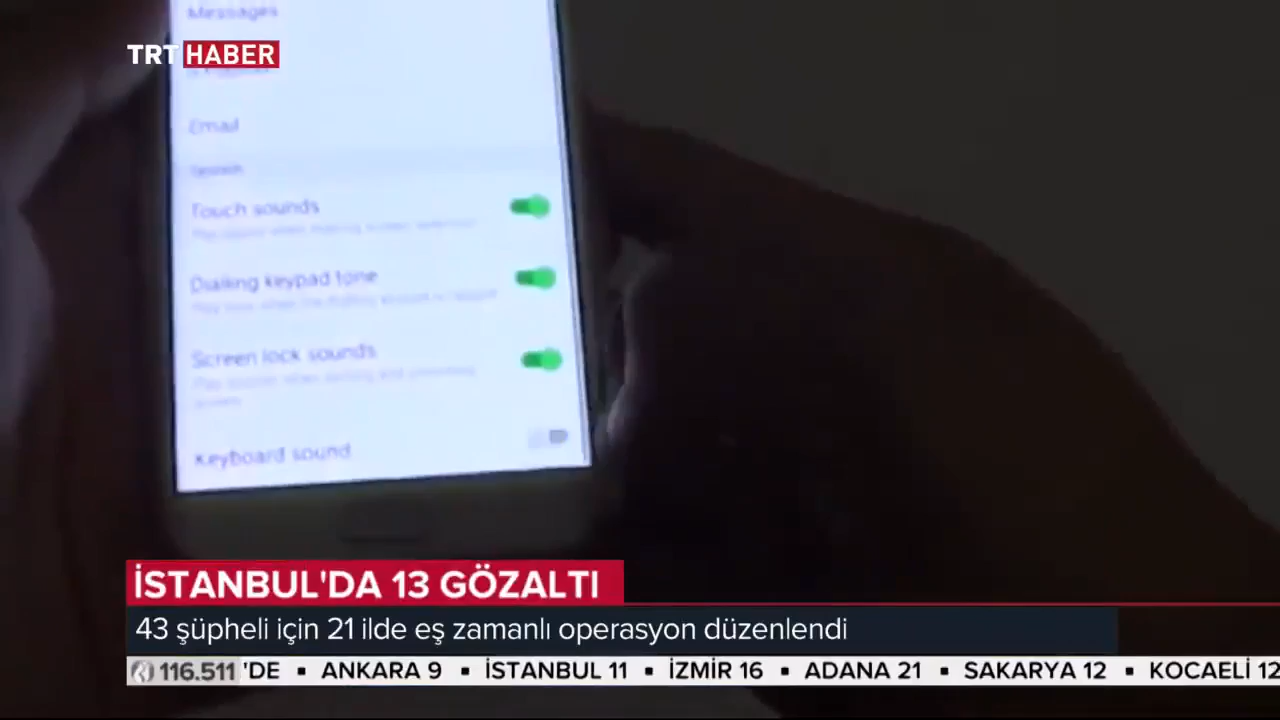 Messages
TRT HABER
Email
Touch sounds
Dialing keypad tone
Screen lock sounds
Keyboard sound
İSTANBUL'DA 13 GÖZALTI
43 şüpheli için 21 ilde eş zamanlı operasyon düzenlendi
116.511 'DE ▪ ANKARA 9 ▪ İSTANBUL 11 ▪ İZMİR 16 ▪ ADANA 21 ▪ SAKARYA 12 ▪ KOCAELİ 12